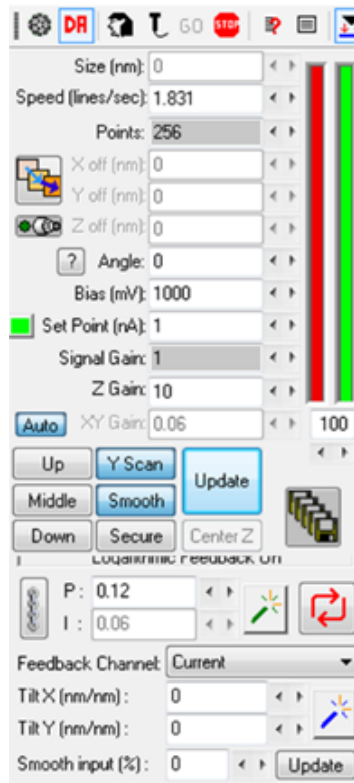 DA GO STOP
Size (nm): 0
Speed (lines/sec): 1.831
Points: 256
X off (nm): 0
Y off (nm): 0
Z off (nm): 0
? Angle: 0
Bias (mV): 1000
Set Point (nA): 1
Signal Gain: 1
Z Gain: 10
Auto XY Gain: 0.06 100
Up Y Scan Update
Middle Smooth
Down Secure Center Z
Logarithmic Feedback On
P: 0.12
I : 0.06
Feedback Channel: Current
Tilt X (nm/nm) : 0
Tilt Y (nm/nm) : 0
Smooth input (%) : 0 Update